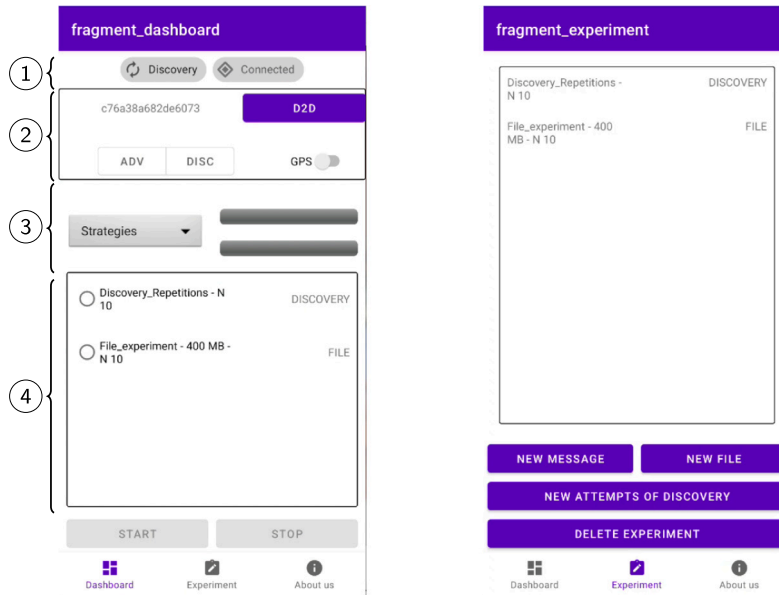 fragment_dashboard
1
Discovery
Connected
2
c76a38a682de6073
D2D
ADV
DISC
GPS
3
Strategies
4
Discovery_Repetitions - N
10
DISCOVERY
File_experiment - 400 MB -
N 10
FILE
START
STOP
Dashboard
Experiment
About us
fragment_experiment
Discovery_Repetitions -
N 10
DISCOVERY
File_experiment - 400
MB - N 10
FILE
NEW MESSAGE
NEW FILE
NEW ATTEMPTS OF DISCOVERY
DELETE EXPERIMENT
Dashboard
Experiment
About us